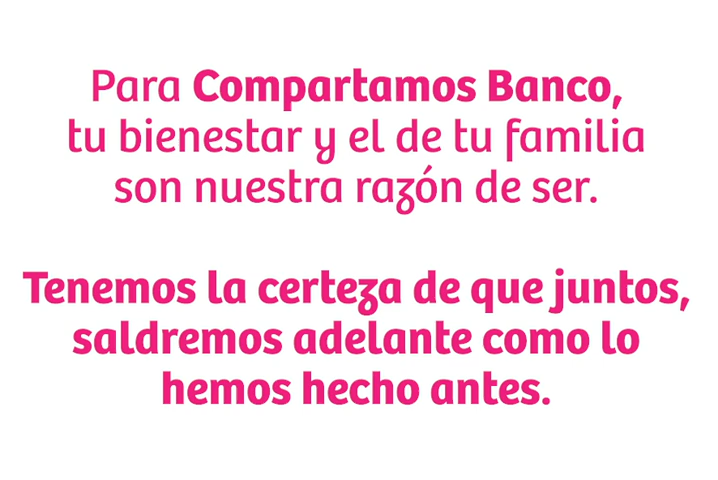 Para Compartamos Banco,
tu bienestar y el de tu familia
son nuestra razón de ser.
Tenemos la certeza de que juntos,
saldremos adelante como lo
hemos hecho antes.